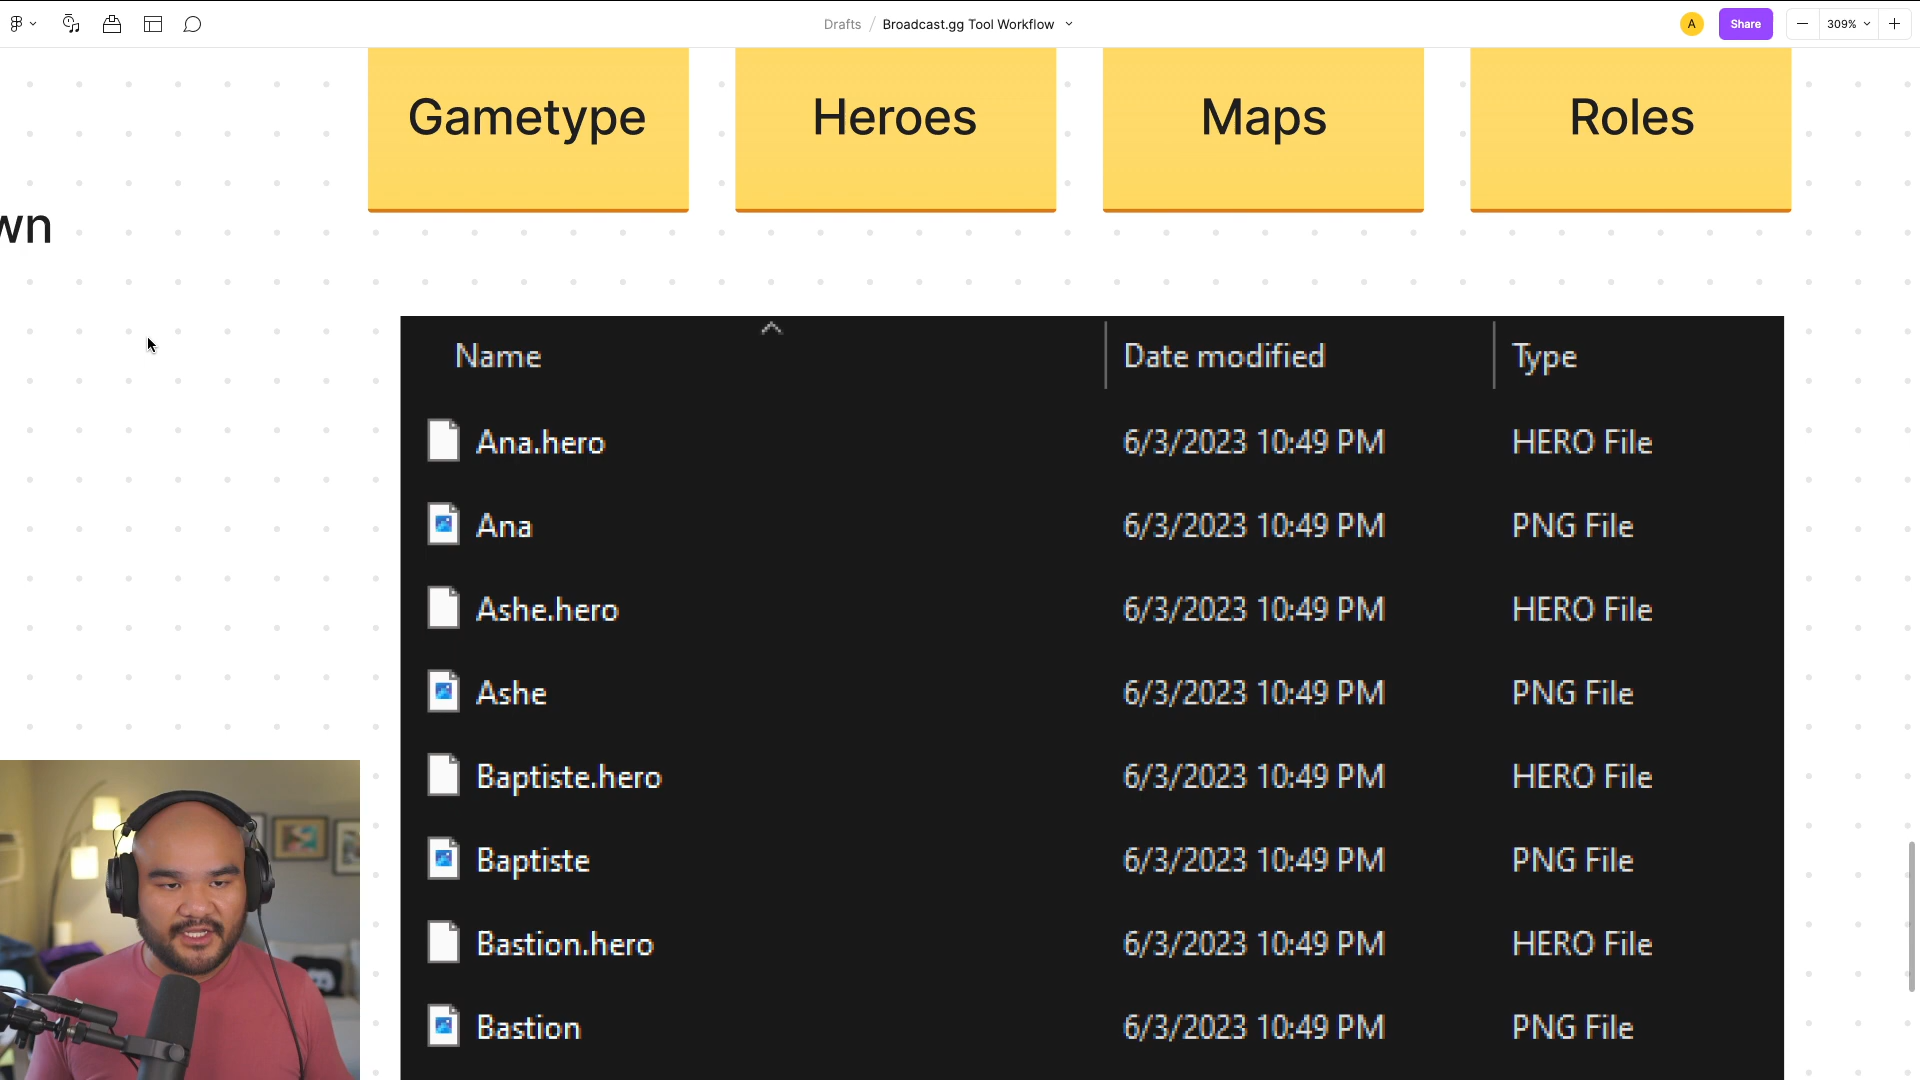 Drafts / Broadcast.gg Tool Workflow
A
Share
309%
Gametype
Heroes
Maps
Roles
wn
Name
Date modified
Type
Ana.hero
6/3/2023 10:49 PM
HERO File
Ana
6/3/2023 10:49 PM
PNG File
Ashe.hero
6/3/2023 10:49 PM
HERO File
Ashe
6/3/2023 10:49 PM
PNG File
Baptiste.hero
6/3/2023 10:49 PM
HERO File
Baptiste
6/3/2023 10:49 PM
PNG File
Bastion.hero
6/3/2023 10:49 PM
HERO File
Bastion
6/3/2023 10:49 PM
PNG File